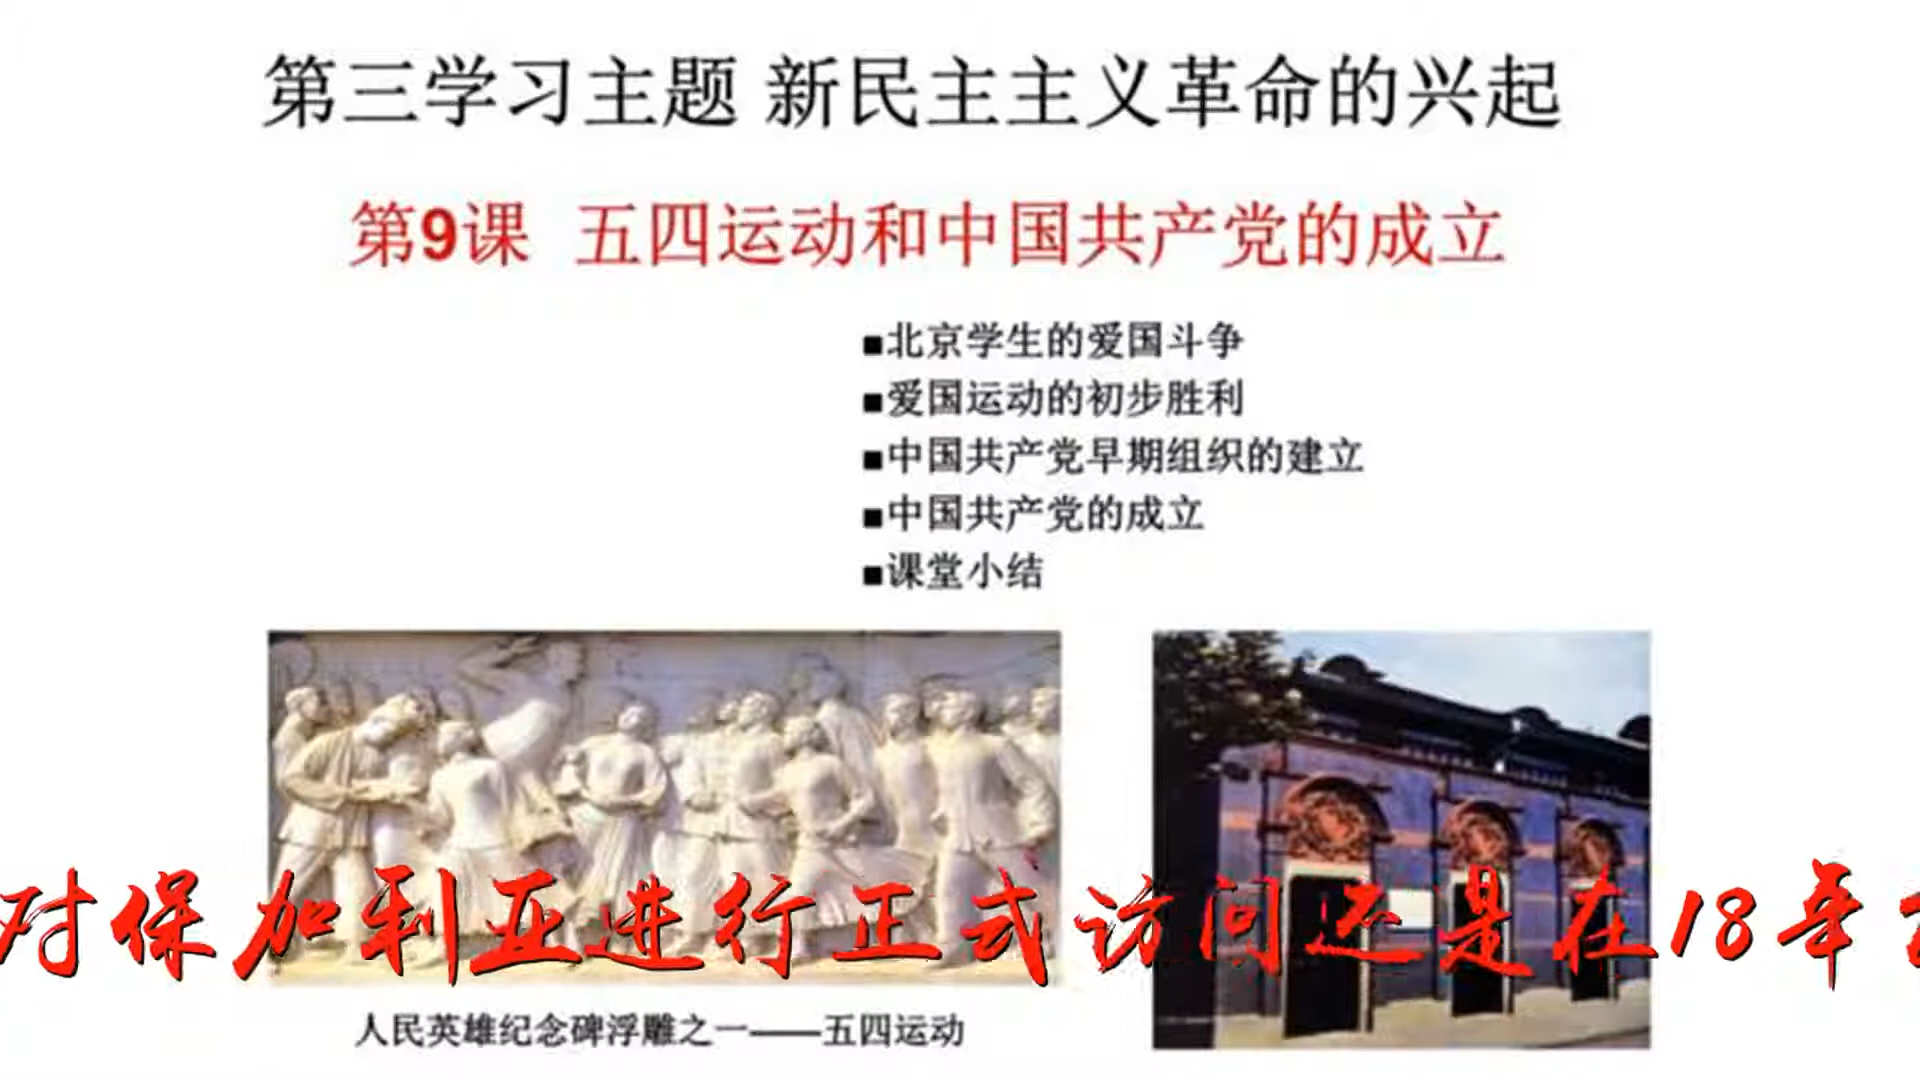 第三学习主题 新民主主义革命的兴起
第9课 五四运动和中国共产党的成立
■北京学生的爱国斗争
■爱国运动的初步胜利
■中国共产党早期组织的建立
■中国共产党的成立
■课堂小结
对保加利亚进行正式访问还是在18年
人民英雄纪念碑浮雕之一——五四运动